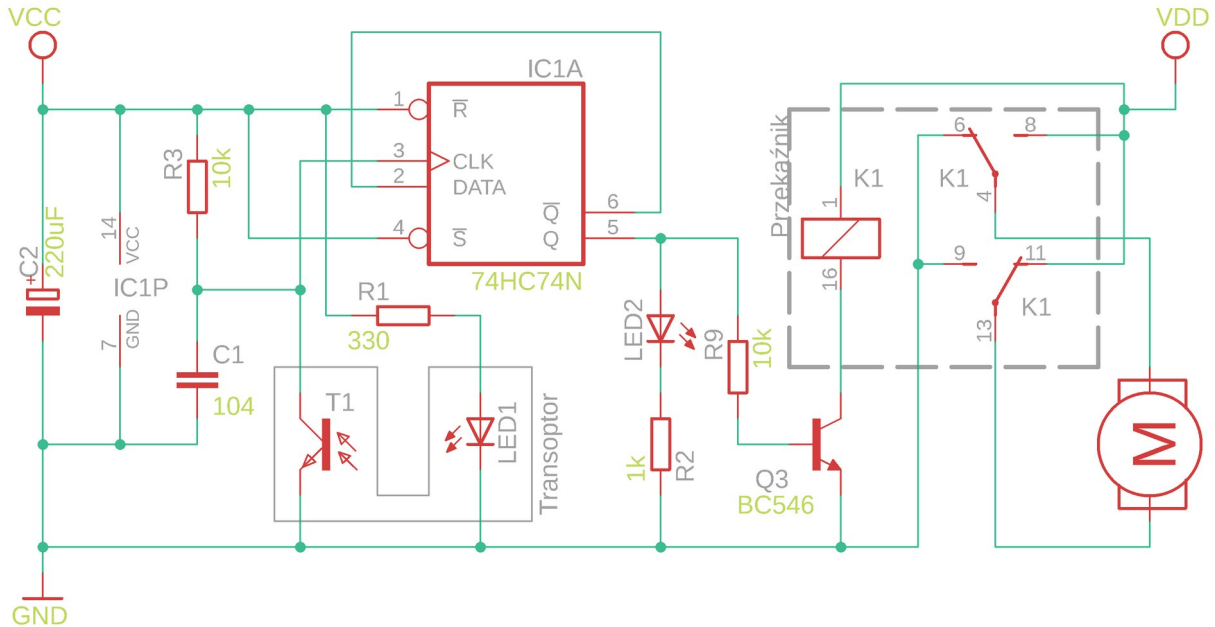 VCC
VDD
IC1A
1
R
3
CLK
2
DATA
4
S
6
Q
5
Q
74HC74N
R3
10k
14
VCC
IC1P
7
GND
C2
+
220uF
C1
104
R1
330
T1
LED1
Transoptor
LED2
R9
10k
1k
R2
Q3
BC546
Przekaźnik
K1
1
16
6
8
K1
4
9
11
K1
13
M
GND